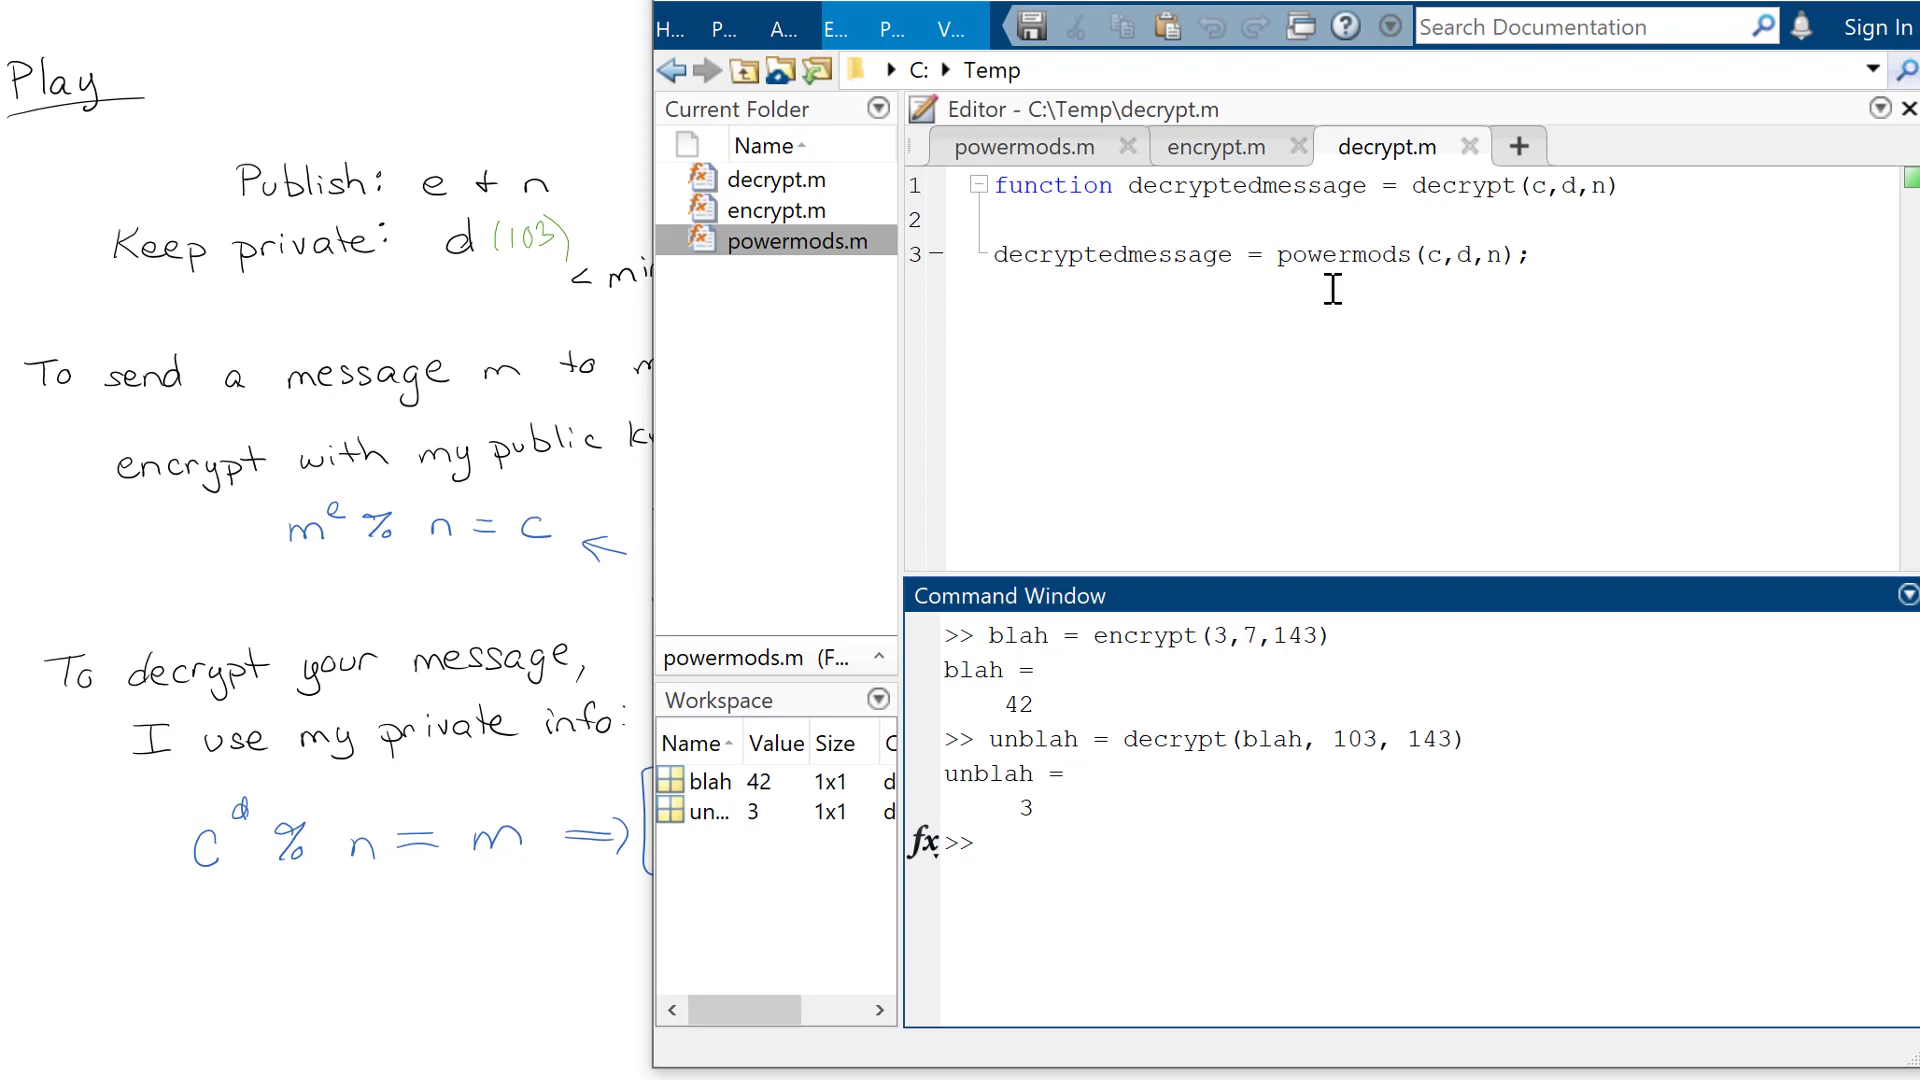 Play
Publish: e + n
Keep private: d (103)
< min
To send a message m to m
encrypt with my public k
m^e % n = c ←
To decrypt your message,
I use my private info:
c^d % n = m ⇒
H... P... A... E... P... V...
Search Documentation
Sign In
C: Temp
Current Folder
Name
decrypt.m
encrypt.m
powermods.m
powermods.m (F...
Workspace
Name Value Size C
blah 42 1x1 d
un... 3 1x1 d
Editor - C:\Temp\decrypt.m
powermods.m encrypt.m decrypt.m +
1 function decryptedmessage = decrypt(c,d,n)
2
3 decryptedmessage = powermods(c,d,n);
Command Window
>> blah = encrypt(3,7,143)
blah =
42
>> unblah = decrypt(blah, 103, 143)
unblah =
3
fx >>